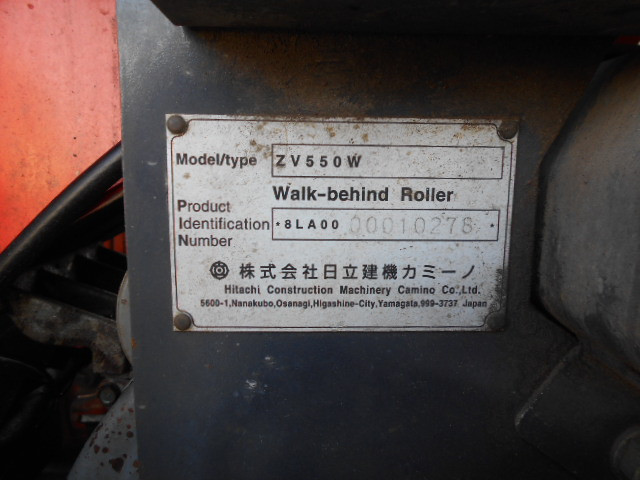 Model/type ZV550W
Walk-behind Roller
Product
Identification *8LA00 00010278 *
Number
株式会社日立建機カミーノ
Hitachi Construction Machinery Camino Co.,Ltd.
5600-1,Nanakubo,Osanagi,Higashine-City,Yamagata,999-3737 Japan